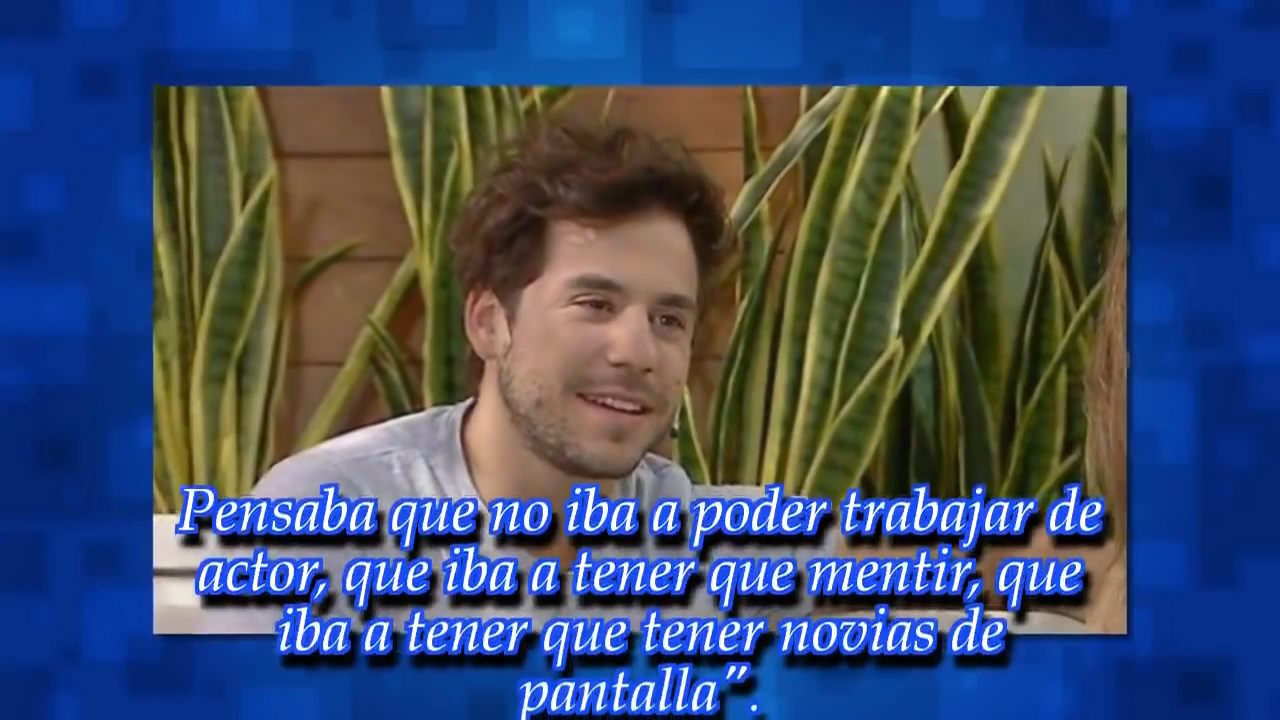 Pensaba que no iba a poder trabajar de
actor, que iba a tener que mentir, que
iba a tener que tener novias de
pantalla”.